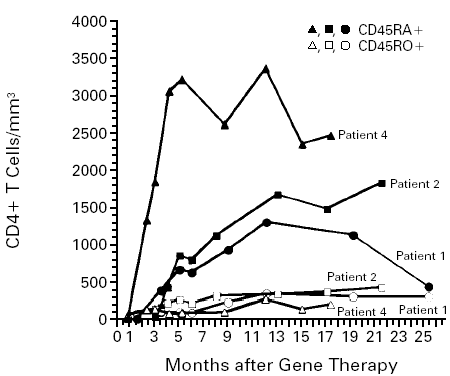 4000
3500
3000
2500
2000
1500
1000
500
0
CD4+ T Cells/mm³
▲, ■, ● CD45RA+
△, □, ○ CD45RO+
Patient 4
Patient 2
Patient 1
Patient 2
Patient 4 Patient 1
0 1 3 5 7 9 11 13 15 17 19 21 23 25
Months after Gene Therapy